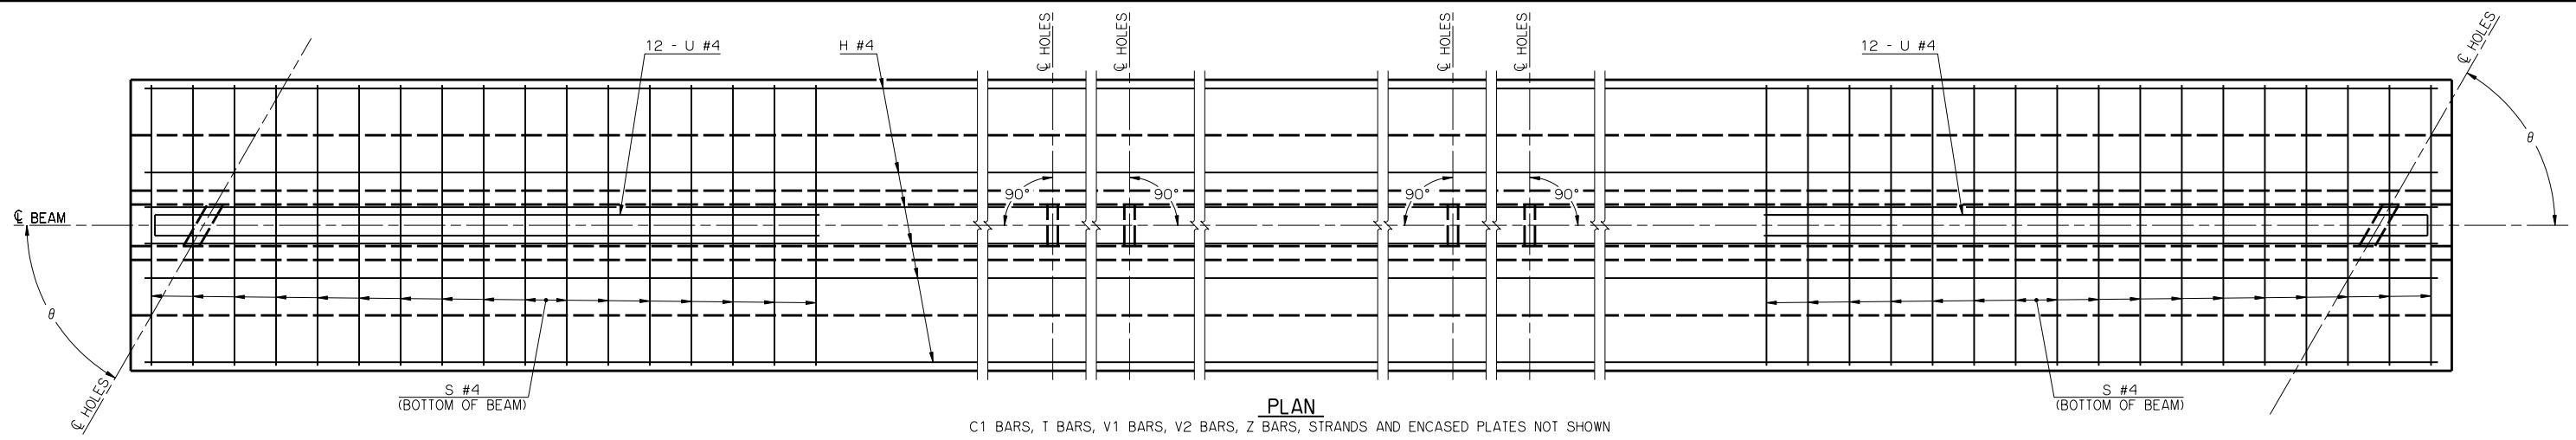 12 - U #4
H #4
℄ HOLES
℄ HOLES
℄ HOLES
℄ HOLES
12 - U #4
℄ HOLES
θ
90°
90°
90°
90°
℄ BEAM
θ
℄ HOLES
S #4
(BOTTOM OF BEAM)
S #4
(BOTTOM OF BEAM)
PLAN
C1 BARS, T BARS, V1 BARS, V2 BARS, Z BARS, STRANDS AND ENCASED PLATES NOT SHOWN